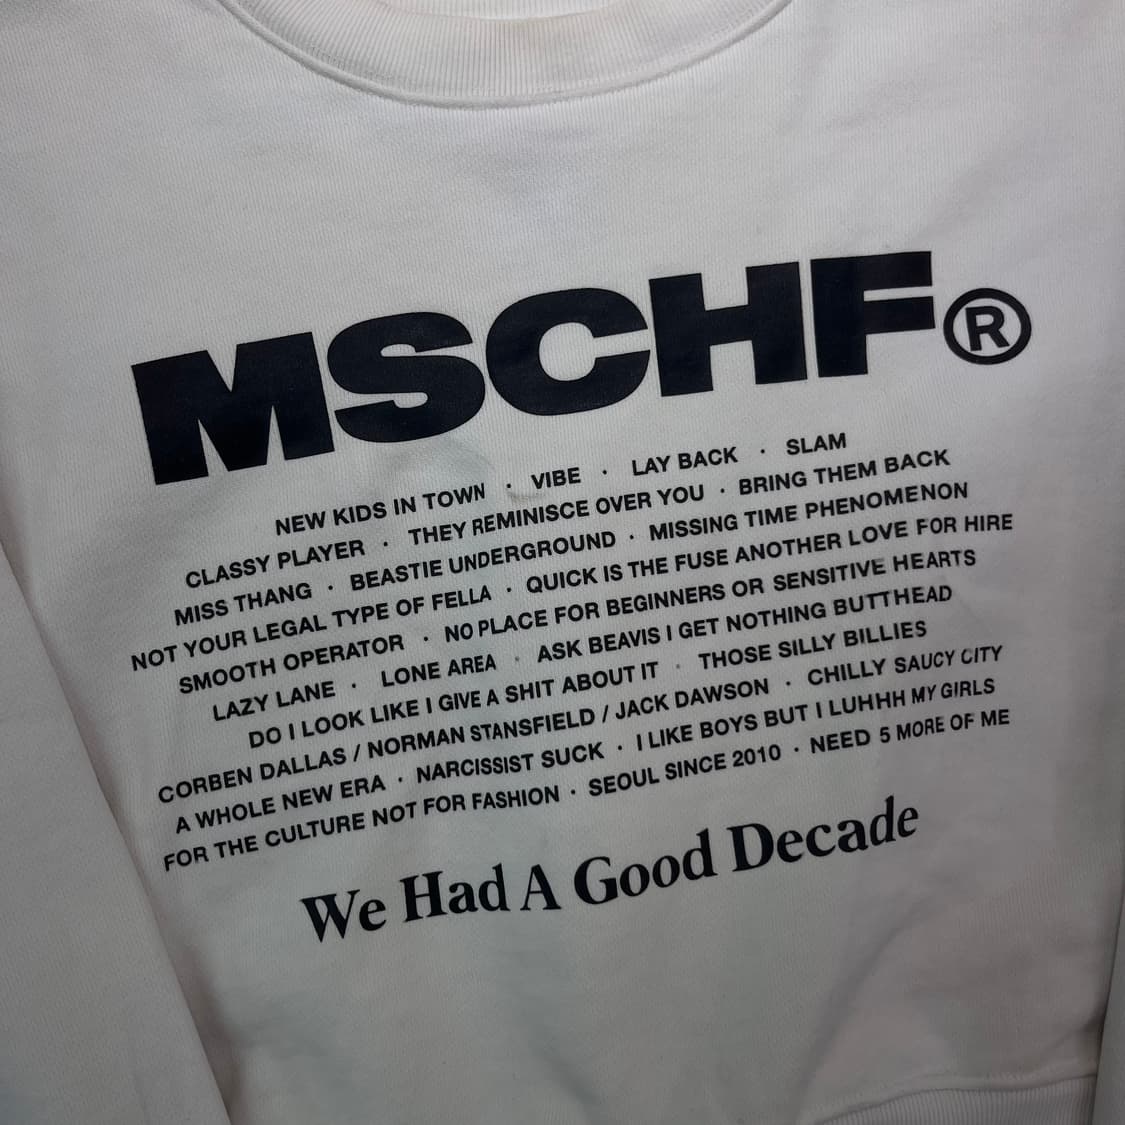 MSCHF®
NEW KIDS IN TOWN · VIBE · LAY BACK · SLAM
CLASSY PLAYER · THEY REMINISCE OVER YOU · BRING THEM BACK
MISS THANG · BEASTIE UNDERGROUND · MISSING TIME PHENOMENON
NOT YOUR LEGAL TYPE OF FELLA · QUICK IS THE FUSE ANOTHER LOVE FOR HIRE
SMOOTH OPERATOR · NO PLACE FOR BEGINNERS OR SENSITIVE HEARTS
LAZY LANE · LONE AREA · ASK BEAVIS I GET NOTHING BUTTHEAD
DO I LOOK LIKE I GIVE A SHIT ABOUT IT · THOSE SILLY BILLIES
CORBEN DALLAS / NORMAN STANSFIELD / JACK DAWSON · CHILLY SAUCY CITY
A WHOLE NEW ERA · NARCISSIST SUCK · I LIKE BOYS BUT I LUHHH MY GIRLS
FOR THE CULTURE NOT FOR FASHION · SEOUL SINCE 2010 · NEED 5 MORE OF ME
We Had A Good Decade